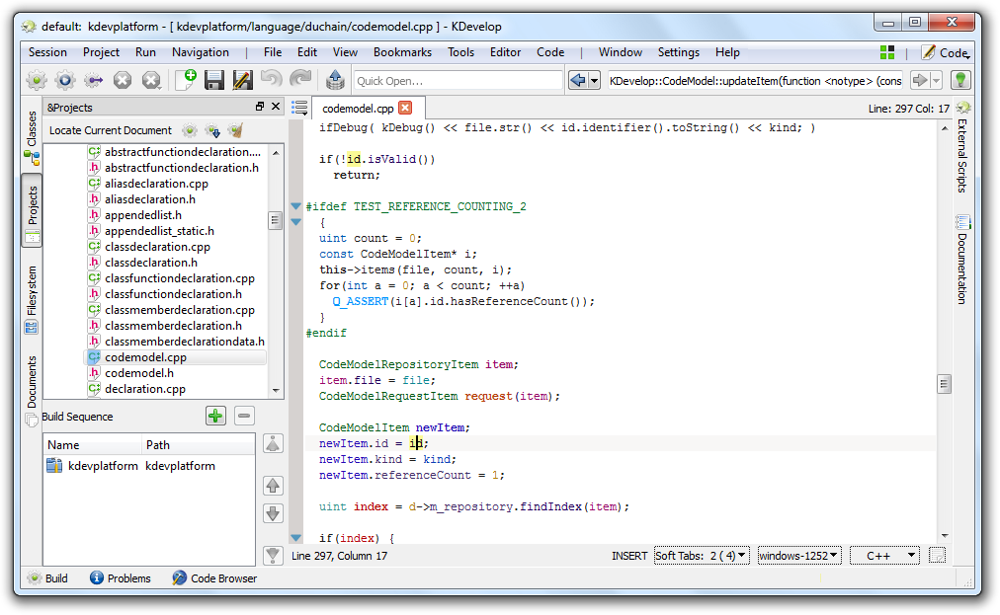 default: kdevplatform - [ kdevplatform/language/duchain/codemodel.cpp ] - KDevelop
Session Project Run Navigation | File Edit View Bookmarks Tools Editor Code | Window Settings Help Code
Quick Open... KDevelop::CodeModel::updateItem(function <notype> (cons
&Projects
codemodel.cpp
Line: 297 Col: 17
Classes
Projects
Filesystem
Documents
Locate Current Document
abstractfunctiondeclaration....
abstractfunctiondeclaration.h
aliasdeclaration.cpp
aliasdeclaration.h
appendedlist.h
appendedlist_static.h
classdeclaration.cpp
classdeclaration.h
classfunctiondeclaration.cpp
classfunctiondeclaration.h
classmemberdeclaration.cpp
classmemberdeclaration.h
classmemberdeclarationdata.h
codemodel.cpp
codemodel.h
declaration.cpp
Build Sequence
Name Path
kdevplatform kdevplatform
ifDebug( kDebug() << file.str() << id.identifier().toString() << kind; )
if(!id.isValid())
return;
#ifdef TEST_REFERENCE_COUNTING_2
{
uint count = 0;
const CodeModelItem* i;
this->items(file, count, i);
for(int a = 0; a < count; ++a)
Q_ASSERT(i[a].id.hasReferenceCount());
}
#endif
CodeModelRepositoryItem item;
item.file = file;
CodeModelRequestItem request(item);
CodeModelItem newItem;
newItem.id = id;
newItem.kind = kind;
newItem.referenceCount = 1;
uint index = d->m_repository.findIndex(item);
if(index) {
External Scripts
Documentation
Line 297, Column 17 INSERT Soft Tabs: 2 ( 4) windows-1252 C++
Build Problems Code Browser